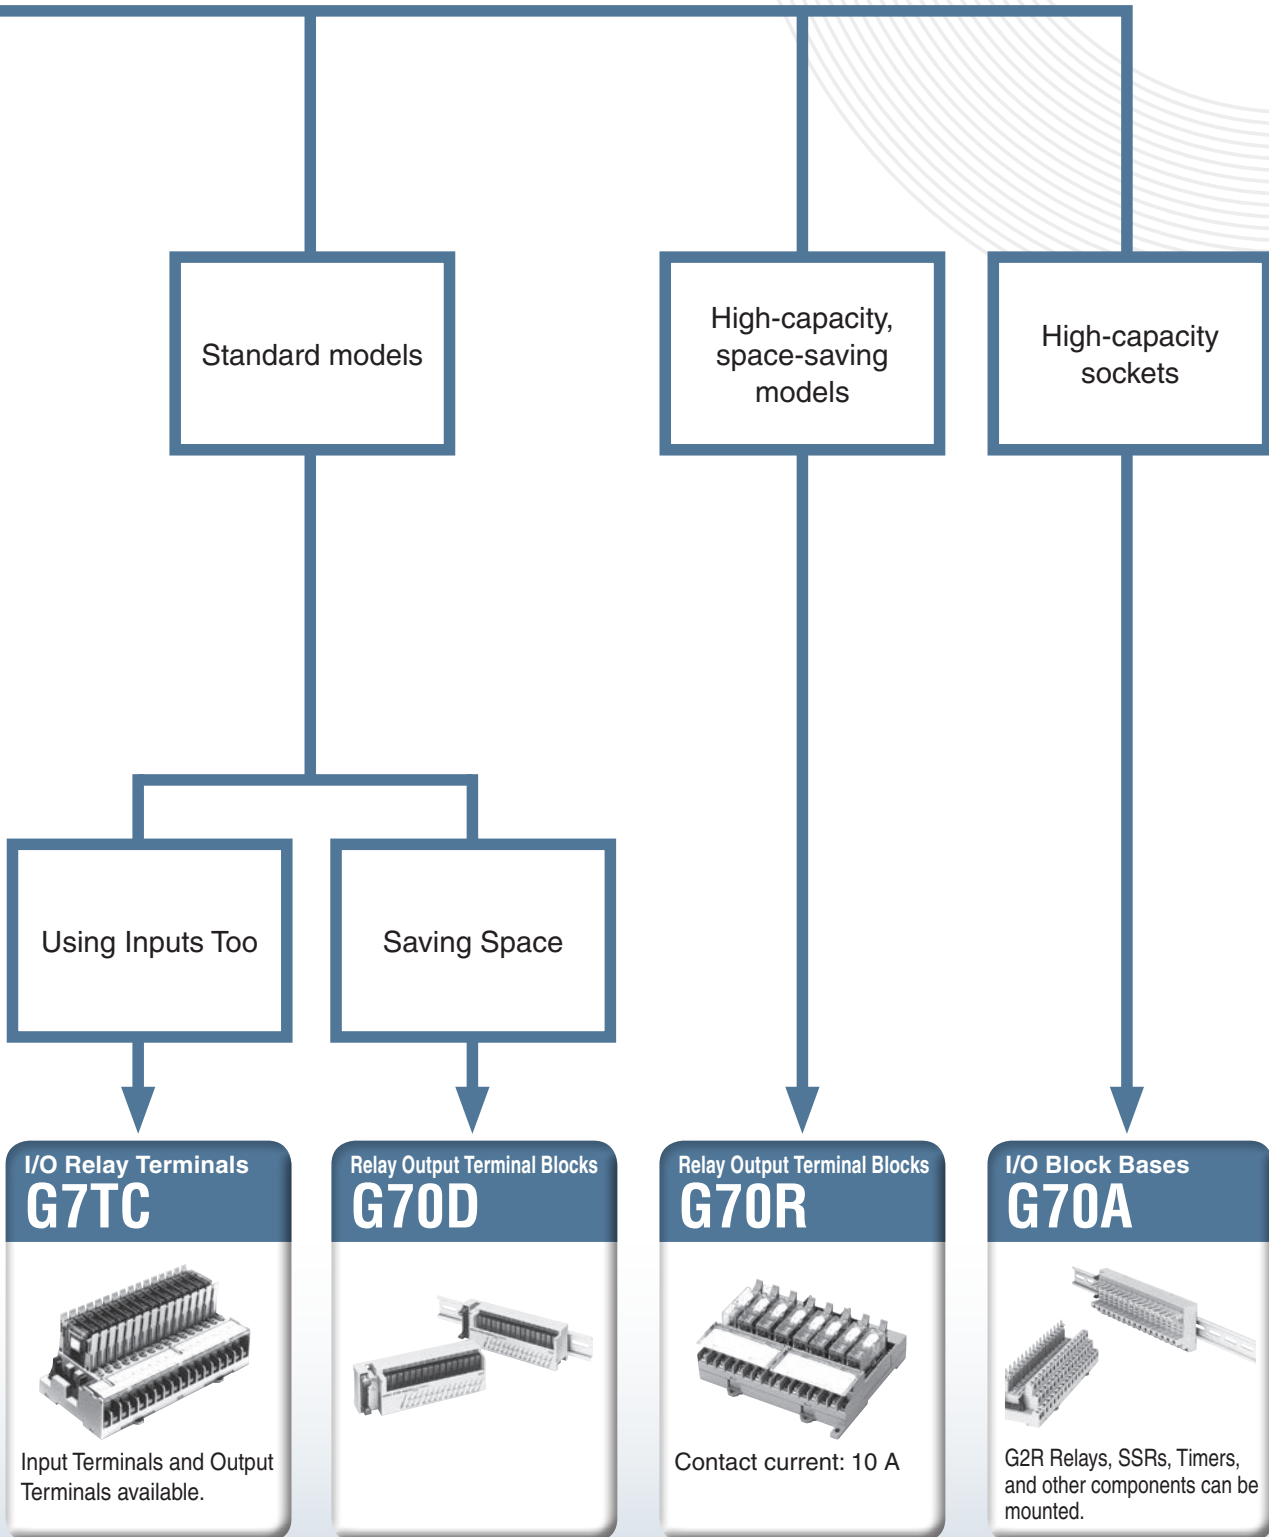 Standard models
High-capacity,
space-saving
models
High-capacity
sockets
Using Inputs Too
Saving Space
I/O Relay Terminals
G7TC
Input Terminals and Output
Terminals available.
Relay Output Terminal Blocks
G70D
Relay Output Terminal Blocks
G70R
Contact current: 10 A
I/O Block Bases
G70A
G2R Relays, SSRs, Timers,
and other components can be
mounted.